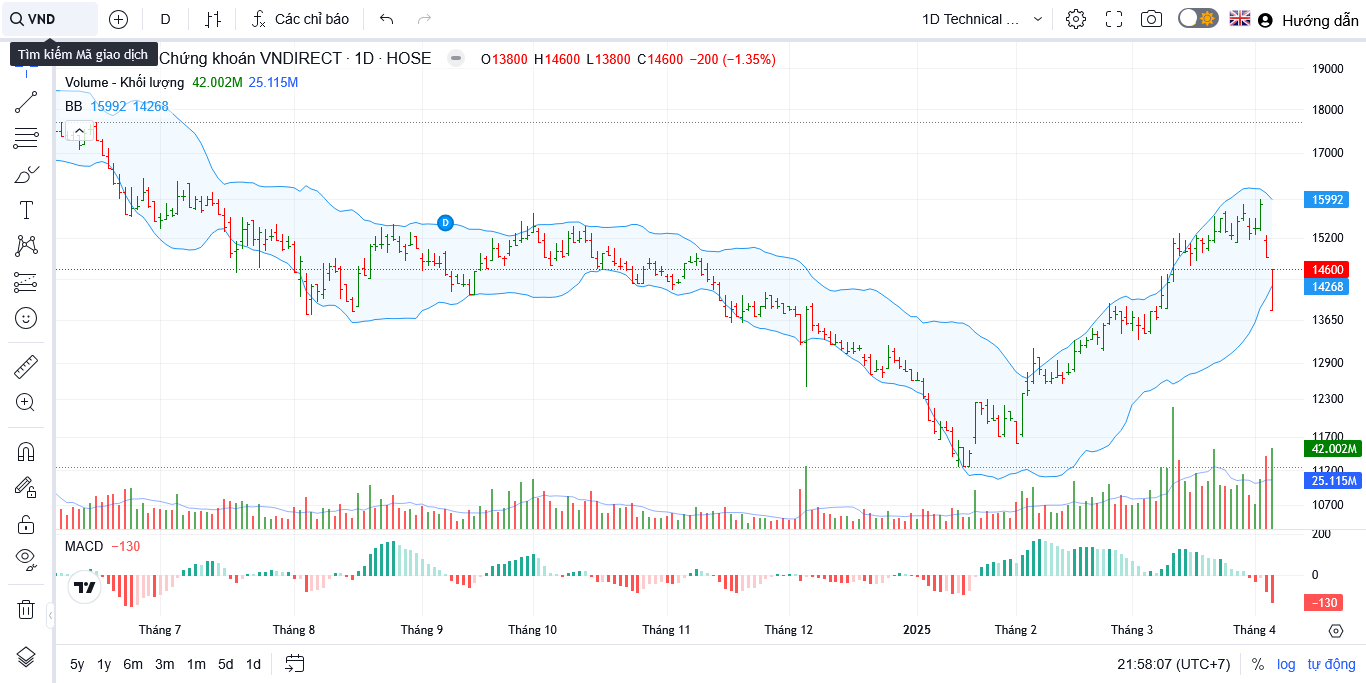 VND D Các chỉ báo 1D Technical ... Hướng dẫn
Tìm kiếm Mã giao dịch
Chứng khoán VNDIRECT · 1D · HOSE O13800 H14600 L13800 C14600 −200 (−1.35%)
Volume - Khối lượng 42.002M 25.115M
BB 15992 14268
D
19000
18000
17000
15992
15200
14600
14268
13650
12900
12300
11700
42.002M
11200
25.115M
10700
MACD −130
200
0
−130
Tháng 7 Tháng 8 Tháng 9 Tháng 10 Tháng 11 Tháng 12 2025 Tháng 2 Tháng 3 Tháng 4
5y 1y 6m 3m 1m 5d 1d 21:58:07 (UTC+7) % log tự động